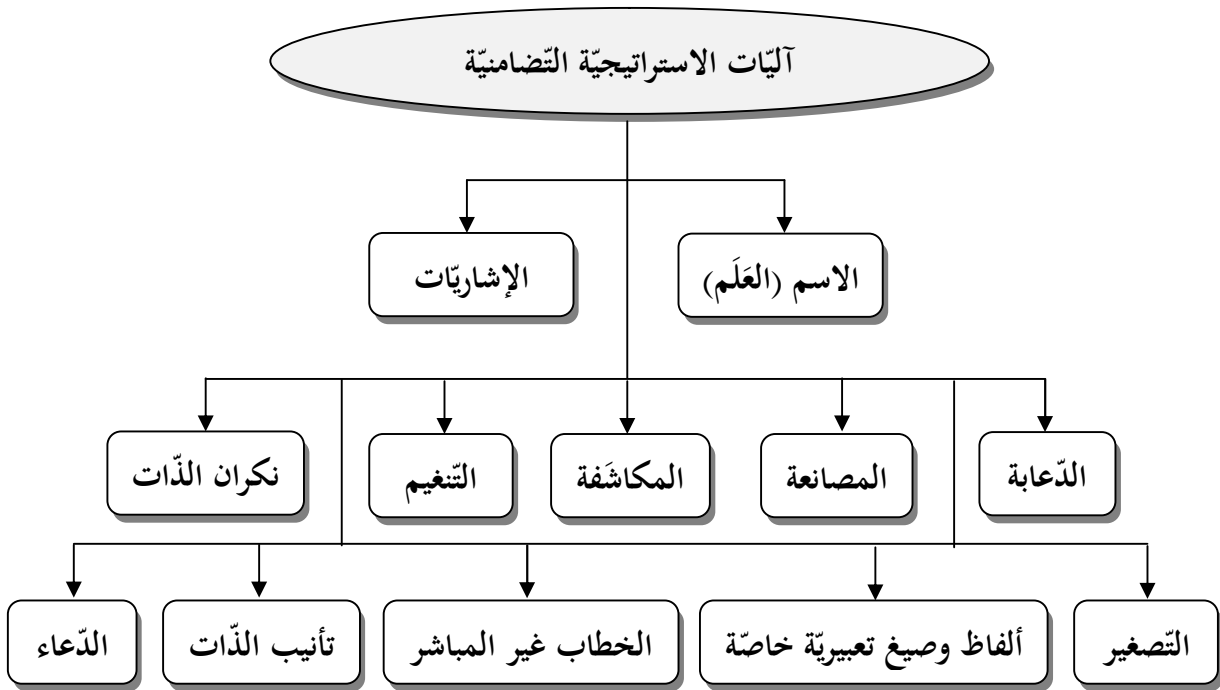 آليّات الاستراتيجيّة التّضامنيّة
الاسم (العَلَم)
الإشاريّات
الدّعابة
المصانعة
المكاشَفة
التّنغيم
نكران الذّات
التّصغير
ألفاظ وصيغ تعبيريّة خاصّة
الخطاب غير المباشر
تأنيب الذّات
الدّعاء